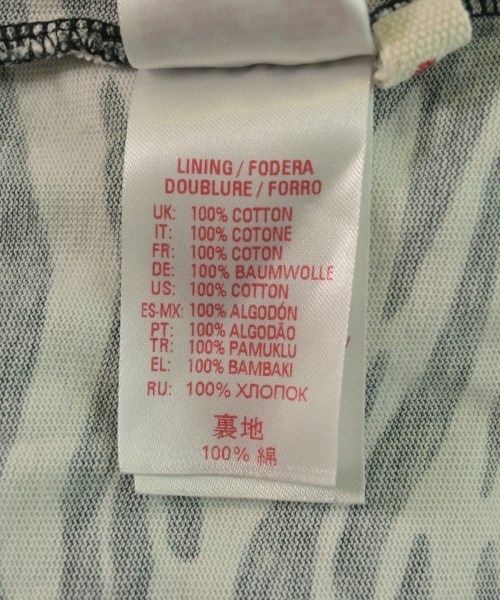 LINING / FODERA
DOUBLURE / FORRO
UK: 100% COTTON
IT: 100% COTONE
FR: 100% COTON
DE: 100% BAUMWOLLE
US: 100% COTTON
ES-MX: 100% ALGODÓN
PT: 100% ALGODÃO
TR: 100% PAMUKLU
EL: 100% BAMBAKI
RU: 100% ХЛОПОК
裏地
100% 綿